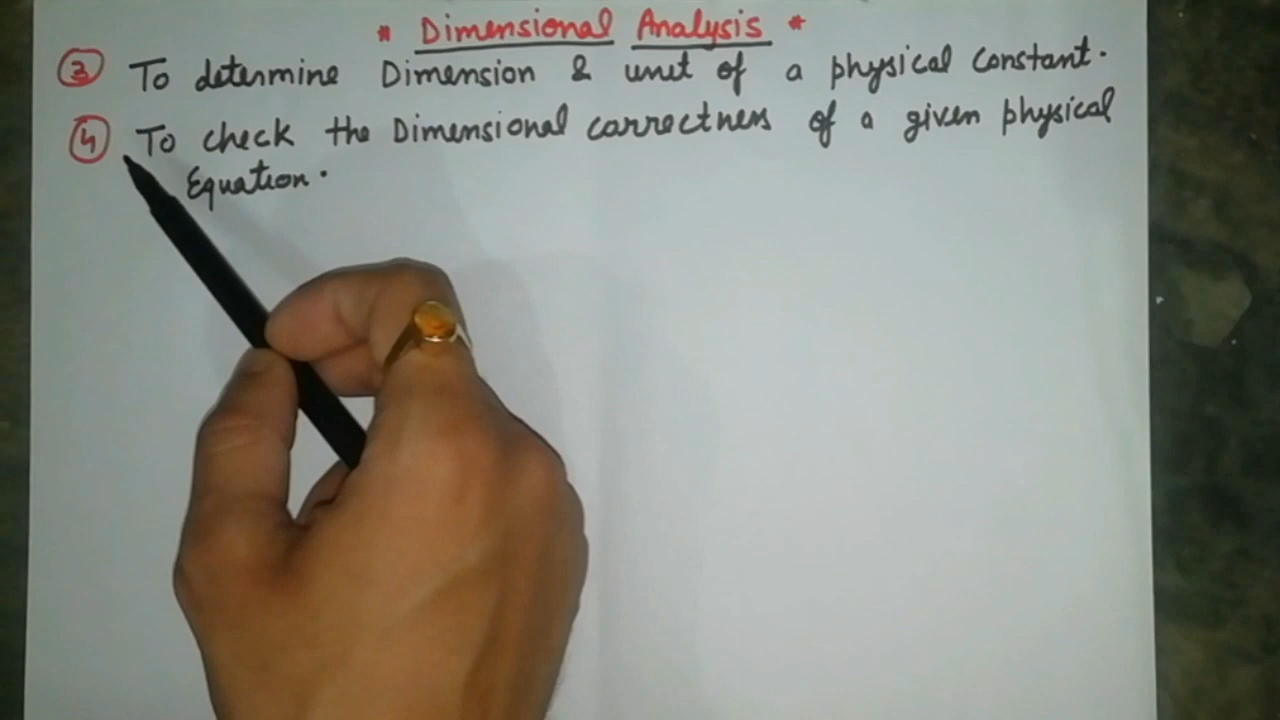 * Dimensional Analysis *
③ To determine Dimension & unit of a physical constant.
④ To check the Dimensional correctness of a given physical
Equation.